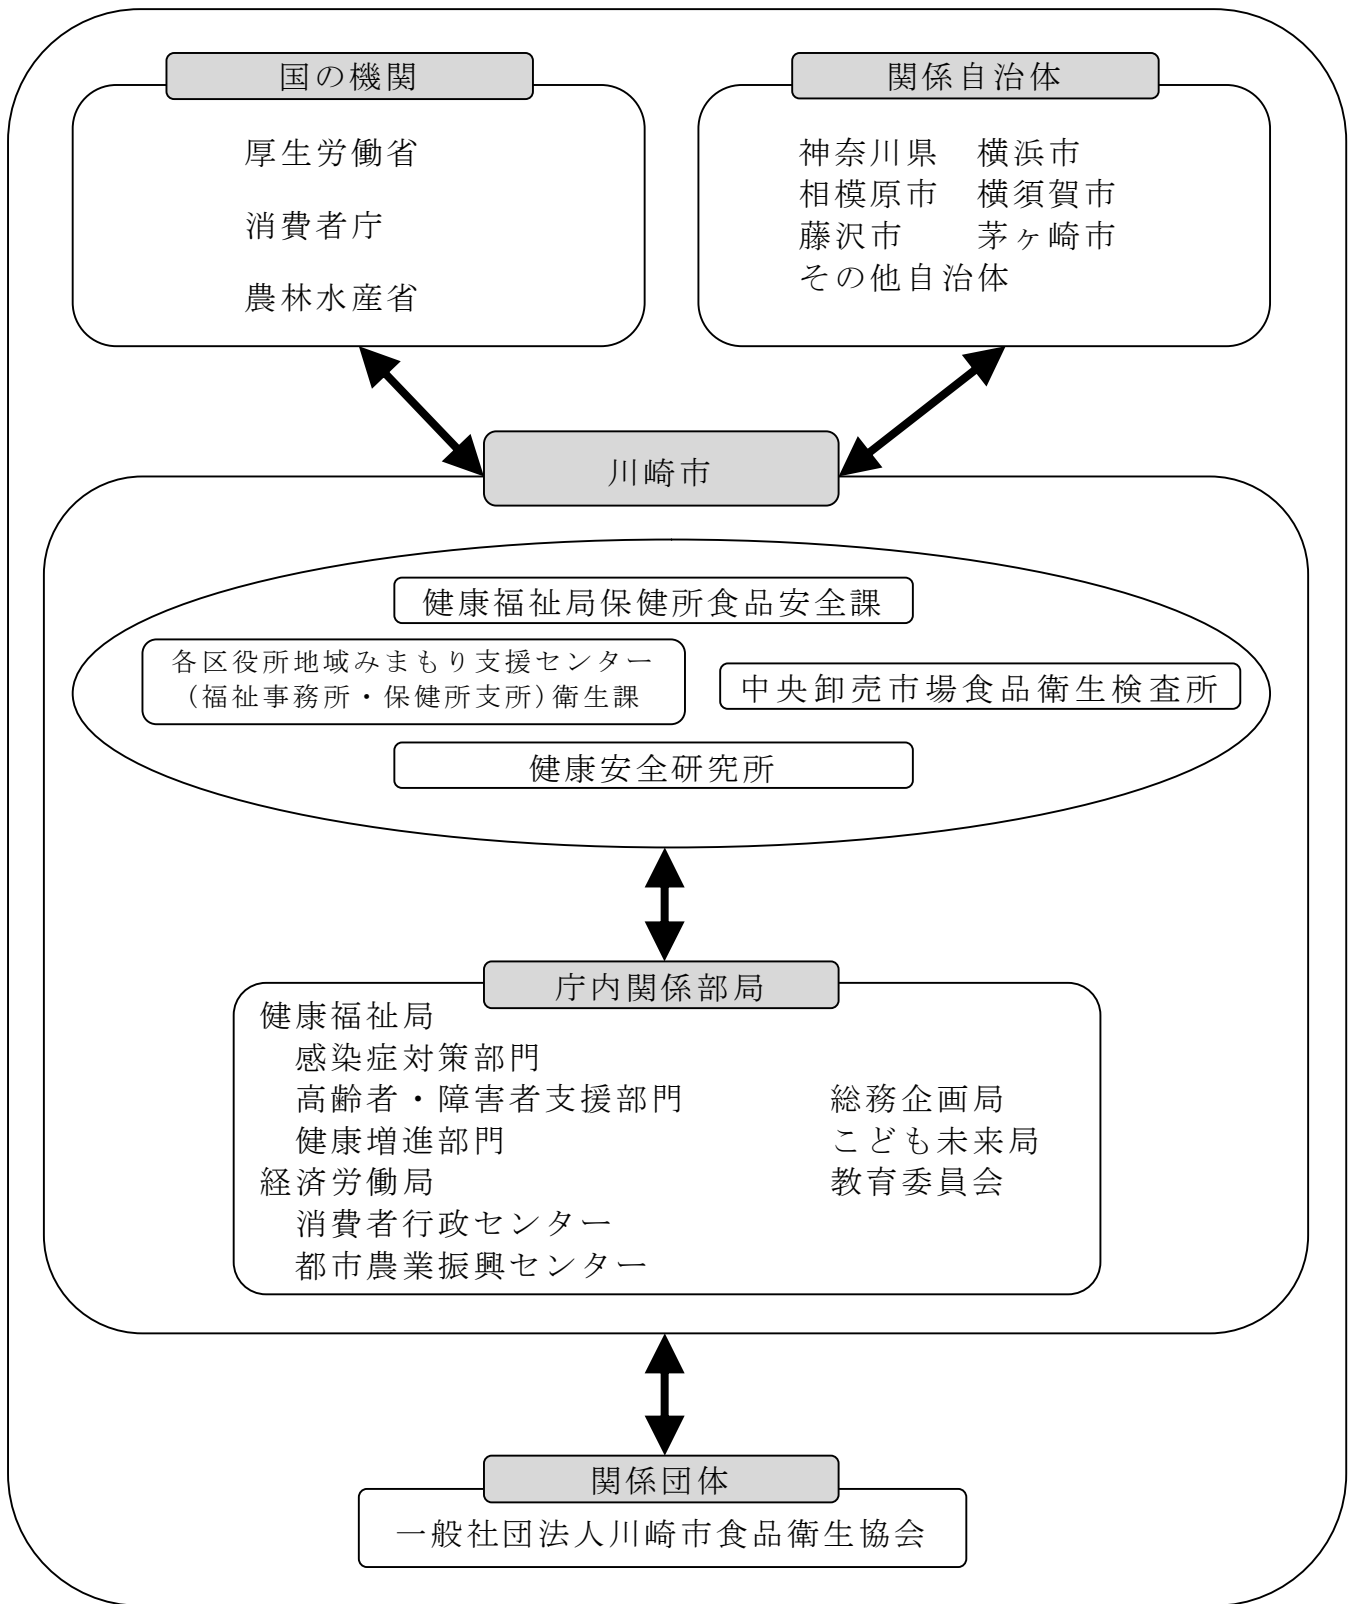 国の機関
厚生労働省
消費者庁
農林水産省
関係自治体
神奈川県　横浜市
相模原市　横須賀市
藤沢市　　茅ヶ崎市
その他自治体
川崎市
健康福祉局保健所食品安全課
各区役所地域みまもり支援センター
（福祉事務所・保健所支所）衛生課
中央卸売市場食品衛生検査所
健康安全研究所
庁内関係部局
健康福祉局
感染症対策部門
高齢者・障害者支援部門
健康増進部門
経済労働局
消費者行政センター
都市農業振興センター
総務企画局
こども未来局
教育委員会
関係団体
一般社団法人川崎市食品衛生協会